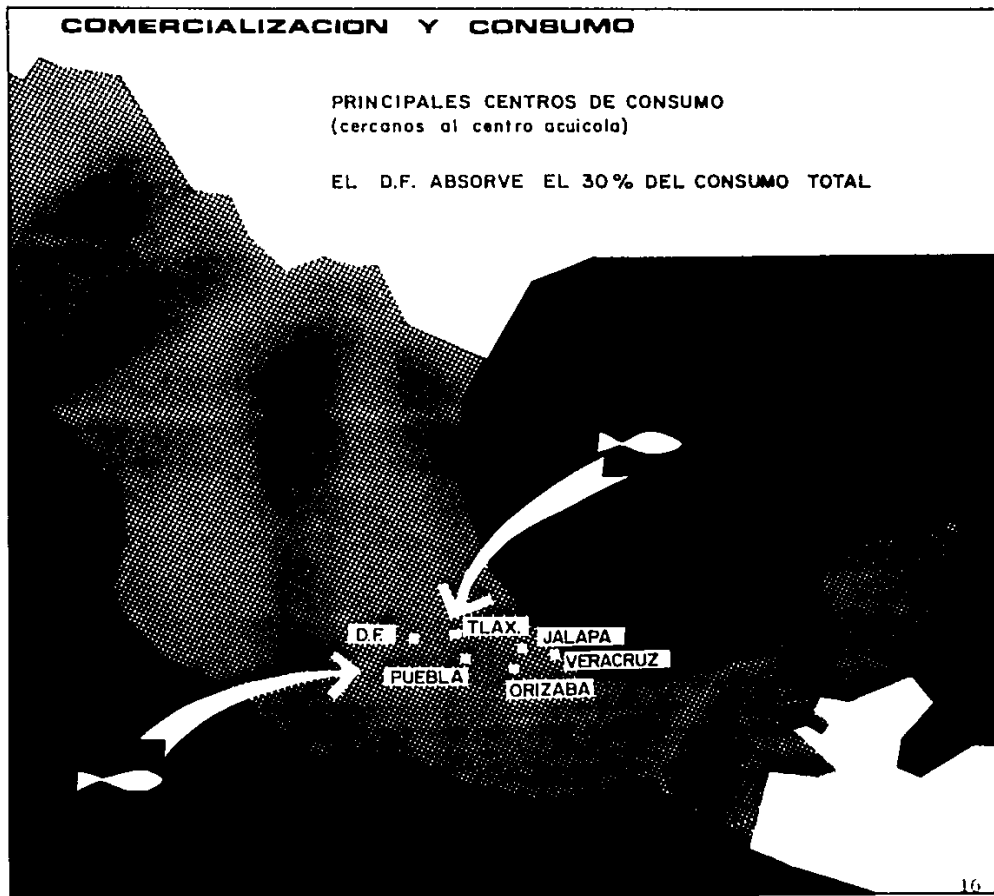 COMERCIALIZACION Y CONSUMO
PRINCIPALES CENTROS DE CONSUMO
(cercanos al centro acuicola)
EL D.F. ABSORVE EL 30% DEL CONSUMO TOTAL
D.F.
TLAX.
JALAPA
PUEBLA
VERACRUZ
ORIZABA
16